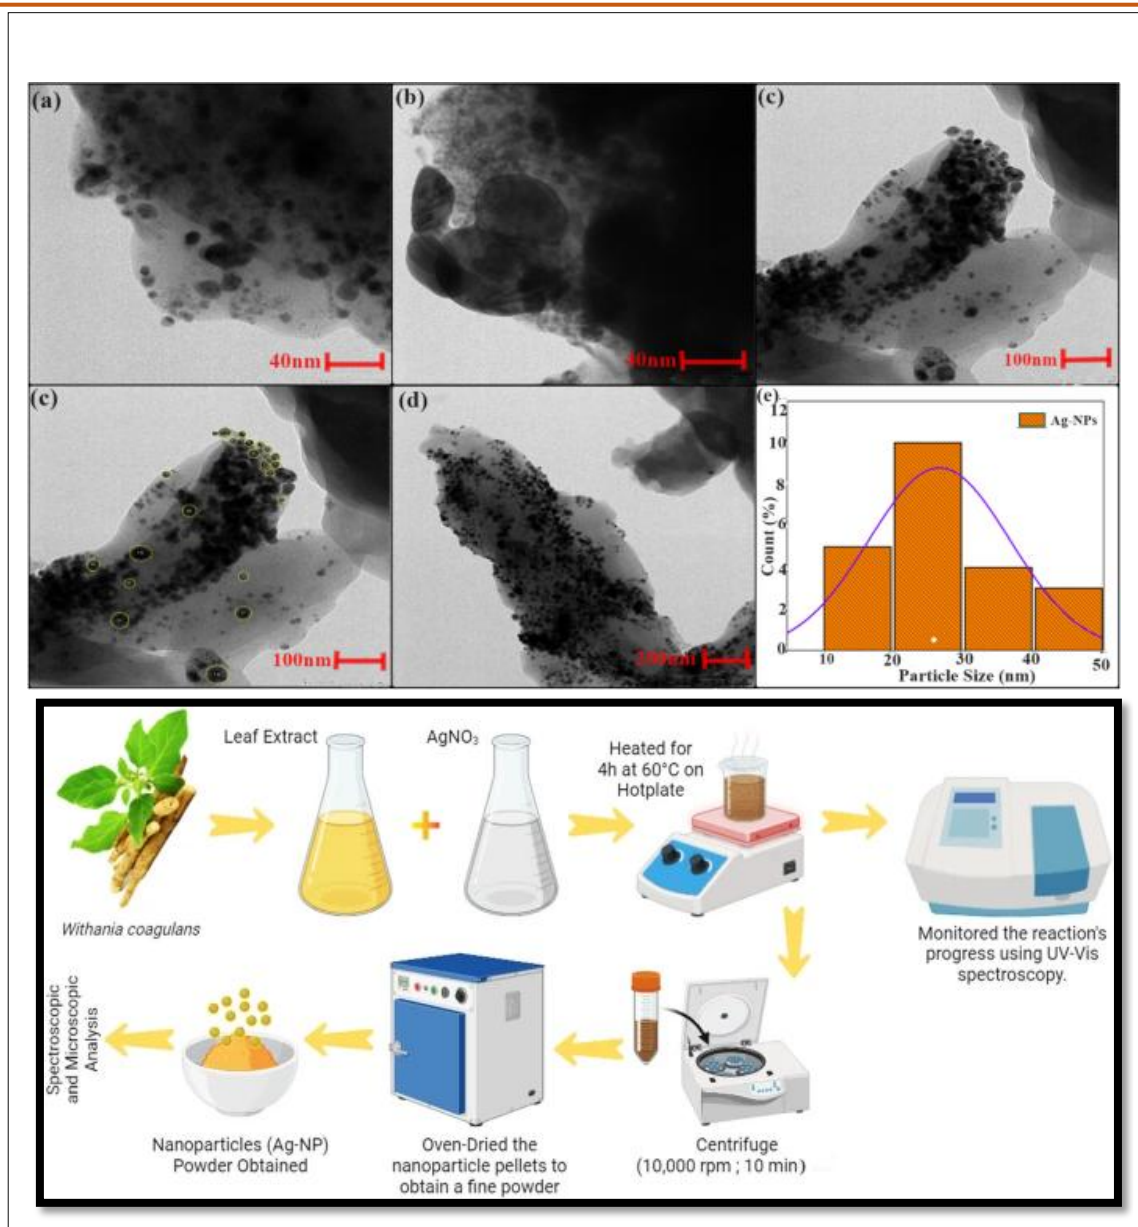 (a)
40nm
(b)
40nm
(c)
100nm
(c)
100nm
(d)
200nm
(e)
Ag-NPs
Count (%)
12
10
8
6
4
2
0
10
20
30
40
50
Particle Size (nm)
Withania coagulans
Leaf Extract
+
AgNO₃
Heated for
4h at 60°C on
Hotplate
Monitored the reaction's
progress using UV-Vis
spectroscopy.
Centrifuge
(10,000 rpm ; 10 min)
Oven-Dried the
nanoparticle pellets to
obtain a fine powder
Nanoparticles (Ag-NP)
Powder Obtained
Spectroscopic
and Microscopic
Analysis